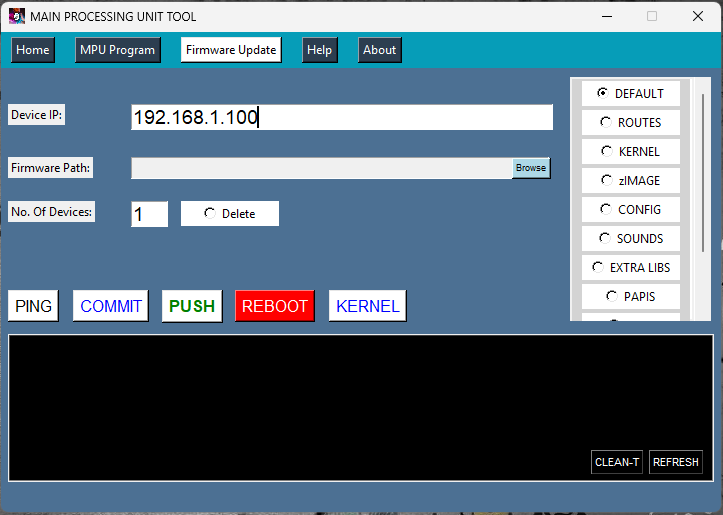 MAIN PROCESSING UNIT TOOL
Home MPU Program Firmware Update Help About
Device IP: 192.168.1.100
Firmware Path: Browse
No. Of Devices: 1 Delete
DEFAULT
ROUTES
KERNEL
zIMAGE
CONFIG
SOUNDS
EXTRA LIBS
PAPIS
PING COMMIT PUSH REBOOT KERNEL
CLEAN-T REFRESH